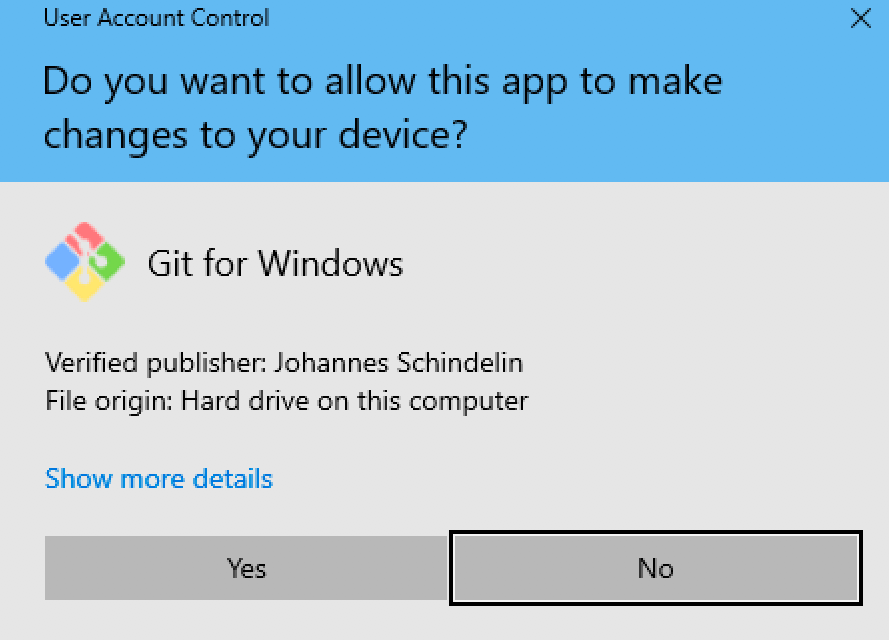 User Account Control
Do you want to allow this app to make
changes to your device?
Git for Windows
Verified publisher: Johannes Schindelin
File origin: Hard drive on this computer
Show more details
Yes
No